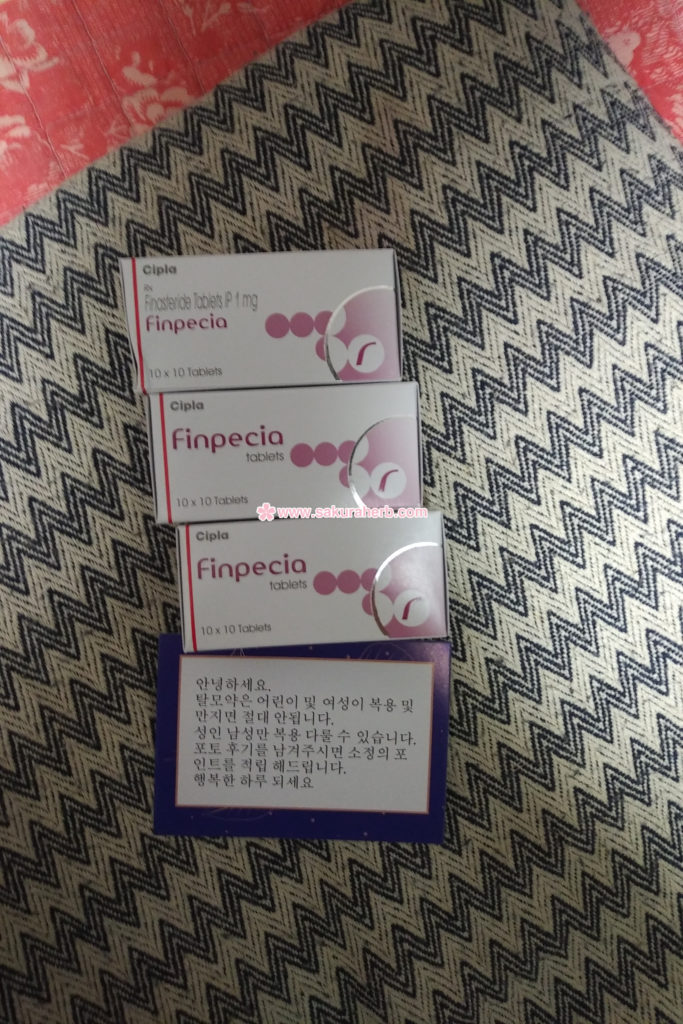 Cipla
Rx
Finasteride Tablets IP 1 mg
Finpecia
10 x 10 Tablets
Cipla
Finpecia
tablets
10 x 10 Tablets
www.sakuraherb.com
Cipla
Finpecia
tablets
10 x 10 Tablets
안녕하세요.
탈모약은 어린이 및 여성이 복용 및
만지면 절대 안됩니다.
성인 남성만 복용 다룰 수 있습니다.
포토 후기를 남겨주시면 소정의 포
인트를 적립 해드립니다.
행복한 하루 되세요